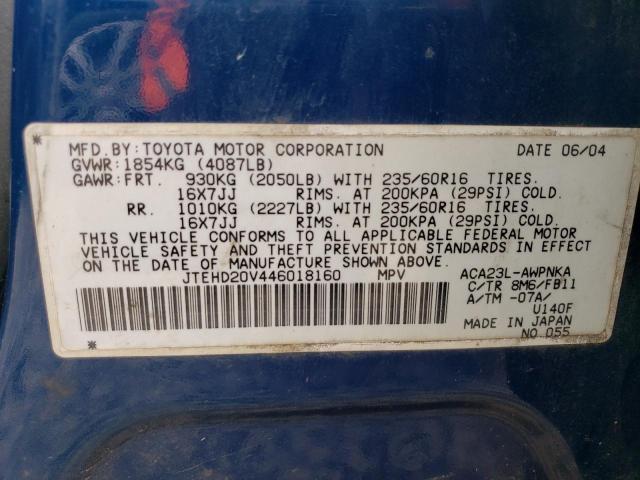 MFD.BY:TOYOTA MOTOR CORPORATION DATE 06/04
GVWR:1854KG (4087LB)
GAWR:FRT. 930KG (2050LB) WITH 235/60R16 TIRES.
16X7JJ RIMS. AT 200KPA (29PSI) COLD.
RR. 1010KG (2227LB) WITH 235/60R16 TIRES.
16X7JJ RIMS. AT 200KPA (29PSI) COLD.
THIS VEHICLE CONFORMS TO ALL APPLICABLE FEDERAL MOTOR
VEHICLE SAFETY AND THEFT PREVENTION STANDARDS IN EFFECT
ON THE DATE OF MANUFACTURE SHOWN ABOVE.
JTEHD20V446018160 MPV ACA23L-AWPNKA
C/TR 8M6/FB11
A/TM -07A/
U140F
MADE IN JAPAN
NO.055